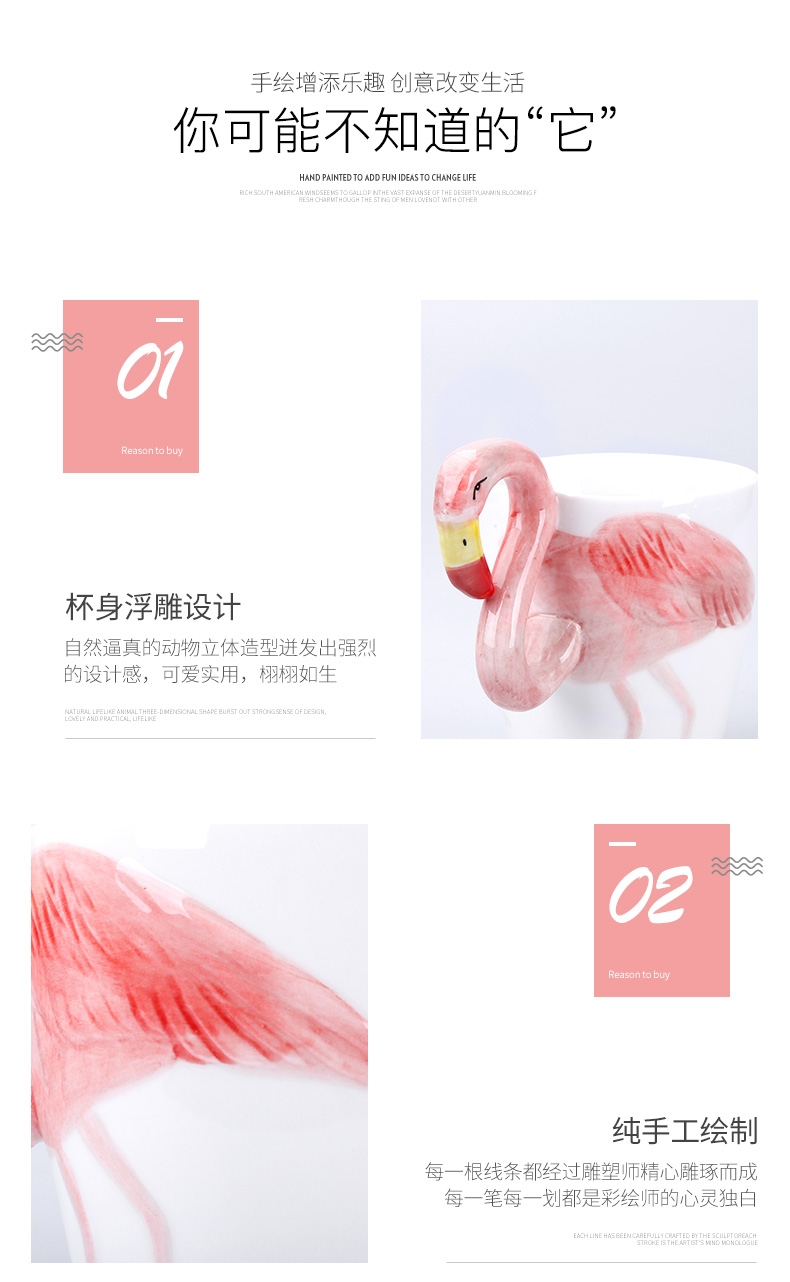 手绘增添乐趣 创意改变生活
你可能不知道的“它”
HAND PAINTED TO ADD FUN IDEAS TO CHANGE LIFE
RICH SOUTH AMERICAN WINDSEEMS TO GALLOP INTHE VAST EXPANSE OF THE DESERTYUANMIN BLOOMING F
RESH CHARMTHOUGH THE STING OF MEN LOVENOT WITH OTHER
01
Reason to buy
杯身浮雕设计
自然逼真的动物立体造型迸发出强烈
的设计感，可爱实用，栩栩如生
NATURAL LIFELIKE ANIMAL THREE-DIMENSIONAL SHAPE BURST OUT STRONGSENSE OF DESIGN,
LOVELY AND PRACTICAL, LIFELIKE
02
Reason to buy
纯手工绘制
每一根线条都经过雕塑师精心雕琢而成
每一笔每一划都是彩绘师的心灵独白
EACH LINE HAS BEEN CAREFULLY CRAFTED BY THE SCULPTOREACH
STROKE IS THE ARTIST'S MIND MONOLOGUE